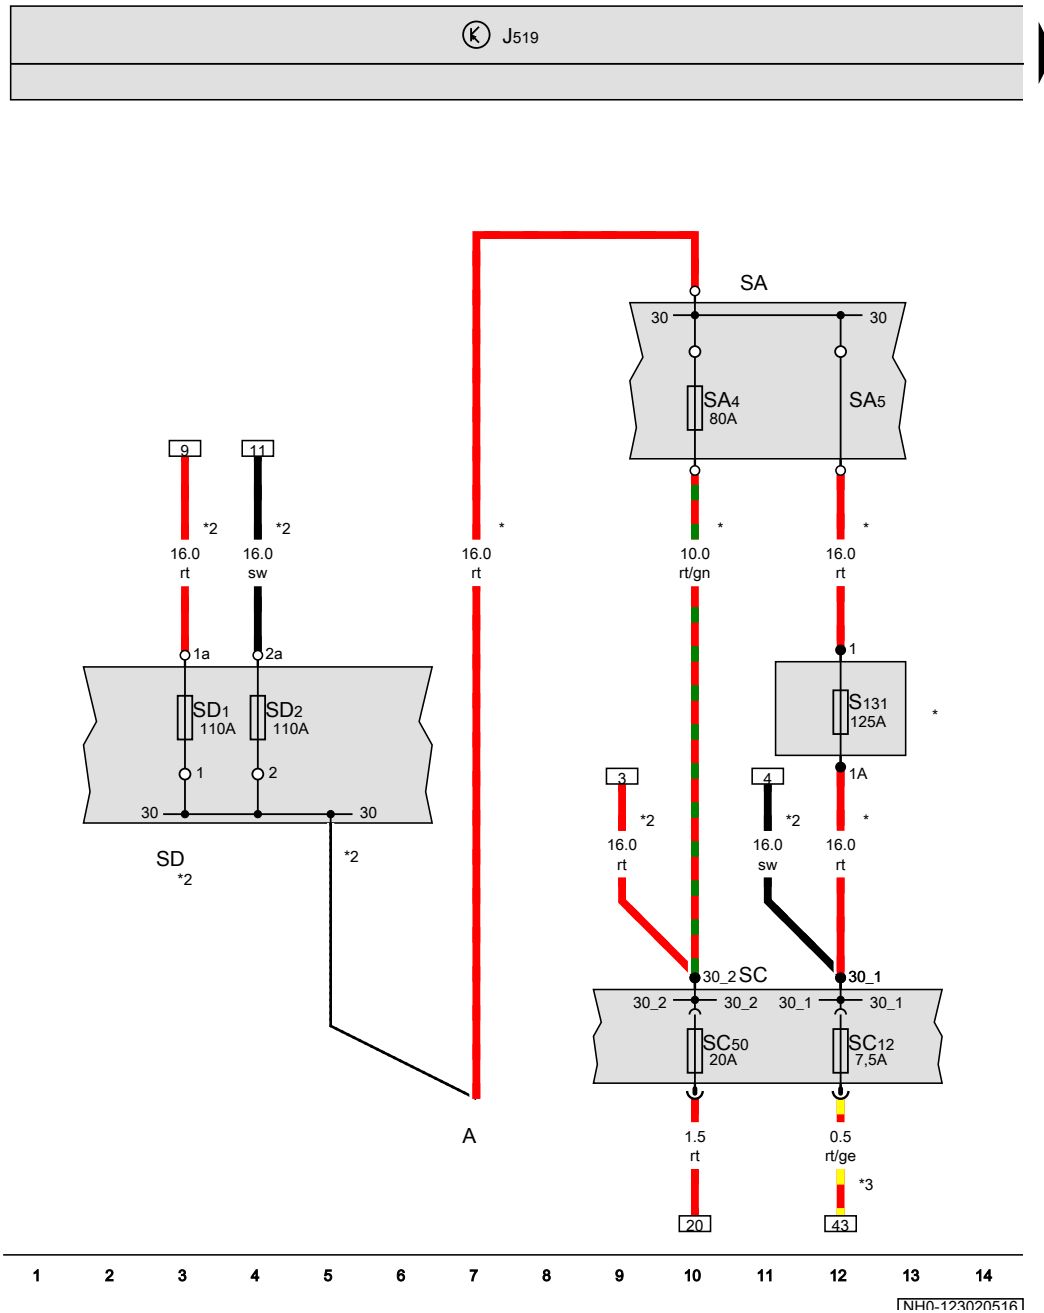 J519
SA
30 30
SA4 SA5
80A
9 11
*2 *2 * * *
16.0 16.0 16.0 10.0 16.0
rt sw rt rt/gn rt
1a 2a 1
SD1 SD2 S131
110A 110A 125A
*
1 2 1A
3 4
30 30 *2 *2 *
16.0 16.0 16.0
SD *2 rt sw rt
*2
30_2 SC 30_1
30_2 30_2 30_1 30_1
SC50 SC12
20A 7,5A
A
1.5 0.5
rt rt/ge
*3
20 43
1 2 3 4 5 6 7 8 9 10 11 12 13 14
NH0-123020516